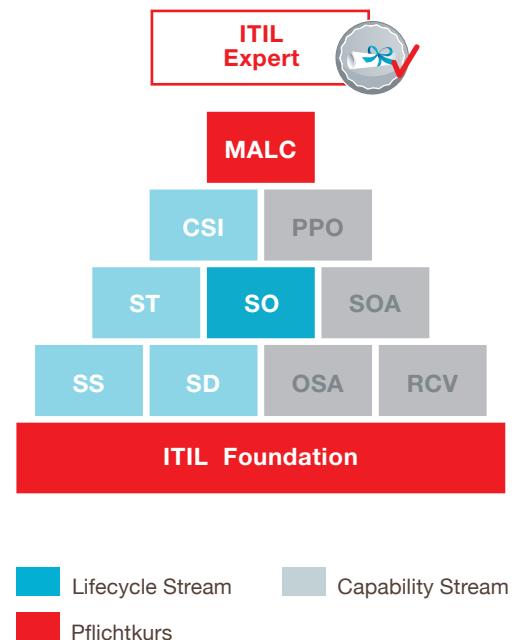 ITIL
Expert
MALC
CSI PPO
ST SO SOA
SS SD OSA RCV
ITIL Foundation
Lifecycle Stream Capability Stream
Pflichtkurs